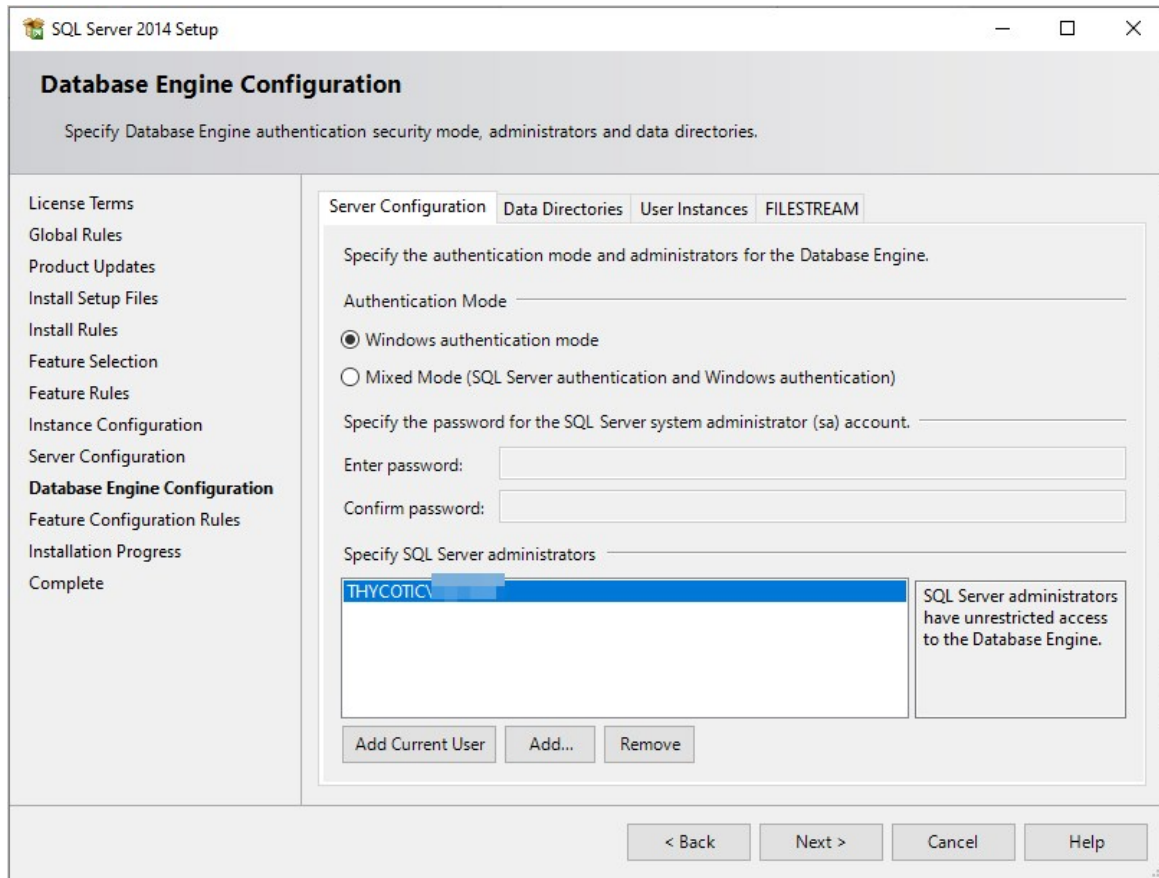 SQL Server 2014 Setup
Database Engine Configuration
Specify Database Engine authentication security mode, administrators and data directories.
License Terms
Global Rules
Product Updates
Install Setup Files
Install Rules
Feature Selection
Feature Rules
Instance Configuration
Server Configuration
Database Engine Configuration
Feature Configuration Rules
Installation Progress
Complete
Server Configuration Data Directories User Instances FILESTREAM
Specify the authentication mode and administrators for the Database Engine.
Authentication Mode
Windows authentication mode
Mixed Mode (SQL Server authentication and Windows authentication)
Specify the password for the SQL Server system administrator (sa) account.
Enter password:
Confirm password:
Specify SQL Server administrators
THYCOTIC\
SQL Server administrators
have unrestricted access
to the Database Engine.
Add Current User Add... Remove
< Back Next > Cancel Help